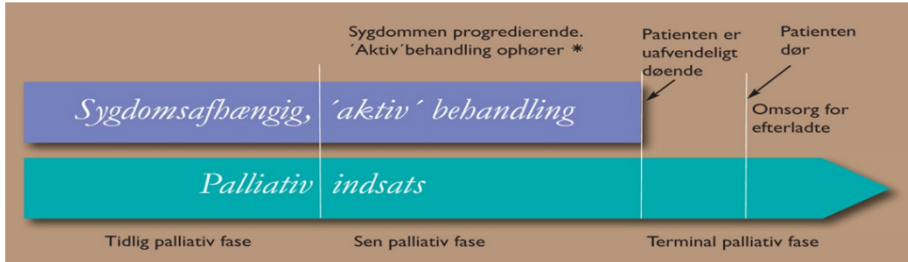 Sygdommen progredierende.
´Aktiv´behandling ophører *
Patienten er
uafvendeligt
døende
Patienten
dør
Sygdomsafhængig, ´aktiv´ behandling
Omsorg for
efterladte
Palliativ indsats
Tidlig palliativ fase
Sen palliativ fase
Terminal palliativ fase